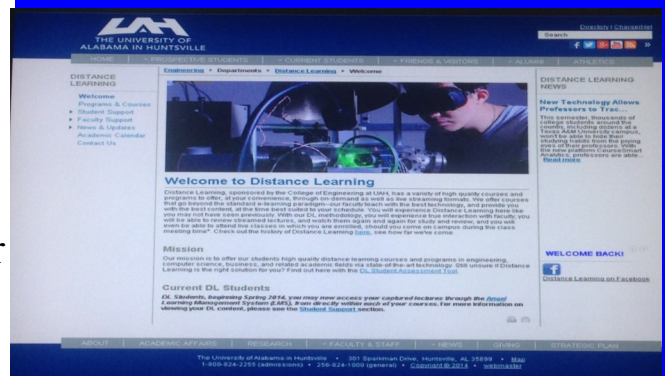 UAH
THE UNIVERSITY OF
ALABAMA IN HUNTSVILLE
Directory | Charger Net
Search
HOME
PROSPECTIVE STUDENTS
CURRENT STUDENTS
FRIENDS & VISITORS
ALUMNI
ATHLETICS
DISTANCE
LEARNING
Welcome
Programs & Courses
Student Support
Faculty Support
News & Updates
Academic Calendar
Contact Us
Engineering • Departments • Distance Learning • Welcome
Welcome to Distance Learning
Distance Learning, sponsored by the College of Engineering at UAH, has a variety of high quality courses and
programs to offer, at your convenience, through on-demand as well as live streaming formats. We offer courses
that go beyond the standard e-learning paradigm--our faculty teach with the best technology, and provide you
with the best content, at the time best suited to your schedule. You will experience Distance Learning here like
you may not have seen previously. With our DL methodology, you will experience true interaction with faculty, you
will be able to review streamed lectures, and watch them again and again for study and review, and you will
even be able to attend live classes in which you are enrolled, should you come on campus during the class
meeting time*. Check out the history of Distance Learning here, see how far we've come
Mission
Our mission is to offer our students high quality distance learning courses and programs in engineering,
computer science, business, and related academic fields via state-of-the-art technology. Still unsure if Distance
Learning is the right solution for you? Find out here with the DL Student Assessment Tool.
Current DL Students
DL Students, beginning Spring 2014, you may now access your captured lectures through the Angel
Learning Management System (LMS), from directly within each of your courses. For more information on
viewing your DL content, please see the Student Support section.
DISTANCE LEARNING
NEWS
New Technology Allows
Professors to Trac...
This semester, thousands of
college students around the
country, including dozens at a
Texas A&M University campus,
won't be able to hide their
studying habits from the prying
eyes of their professors. With
the new platform CourseSmart
Analytics, professors are able...
Read more
WELCOME BACK!
Distance Learning on Facebook
ABOUT
ACADEMIC AFFAIRS
RESEARCH
FACULTY & STAFF
NEWS
GIVING
STRATEGIC PLAN
The University of Alabama in Huntsville • 301 Sparkman Drive, Huntsville, AL 35899 • Map
1-800-824-2255 (admissions) • 256-824-1000 (general) • Copyright © 2014 • webmaster